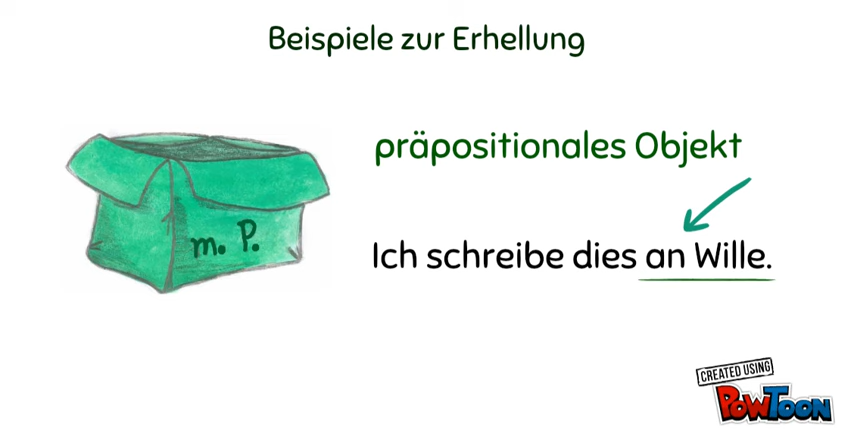 Beispiele zur Erhellung
präpositionales Objekt
m. P.
Ich schreibe dies an Wille.
CREATED USING
POWTOON